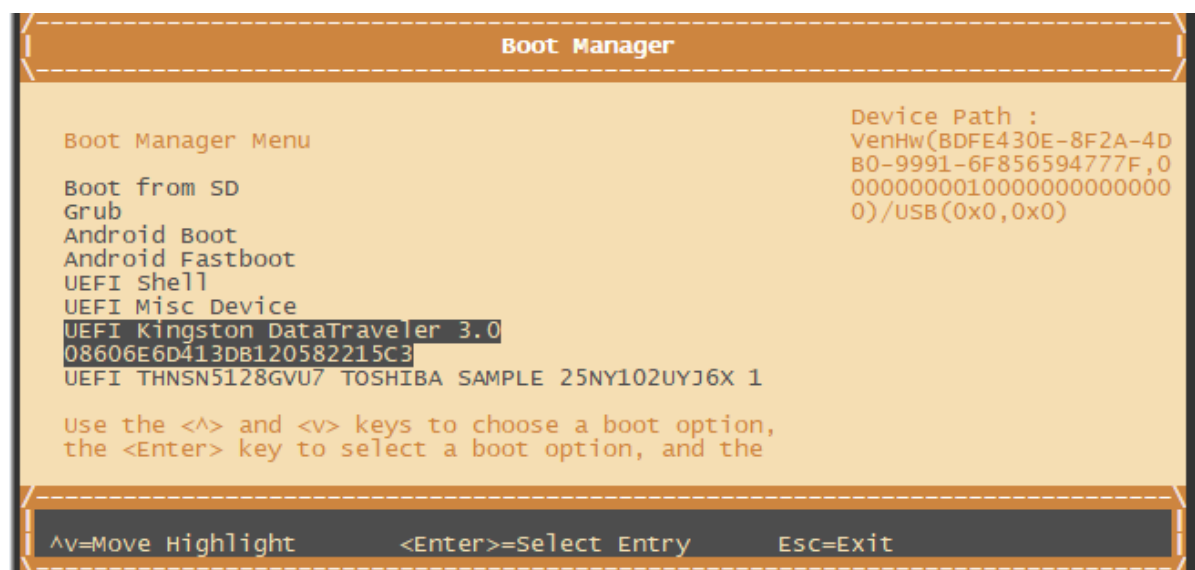 Boot Manager
Boot Manager Menu
Boot from SD
Grub
Android Boot
Android Fastboot
UEFI Shell
UEFI Misc Device
UEFI Kingston DataTraveler 3.0
08606E6D413DB120582215C3
UEFI THNSN5128GVU7 TOSHIBA SAMPLE 25NY102UYJ6X 1
Use the <^> and <v> keys to choose a boot option,
the <Enter> key to select a boot option, and the
Device Path :
VenHw(BDFE430E-8F2A-4D
B0-9991-6F856594777F,0
0000000010000000000000
0)/USB(0x0,0x0)
^v=Move Highlight <Enter>=Select Entry Esc=Exit